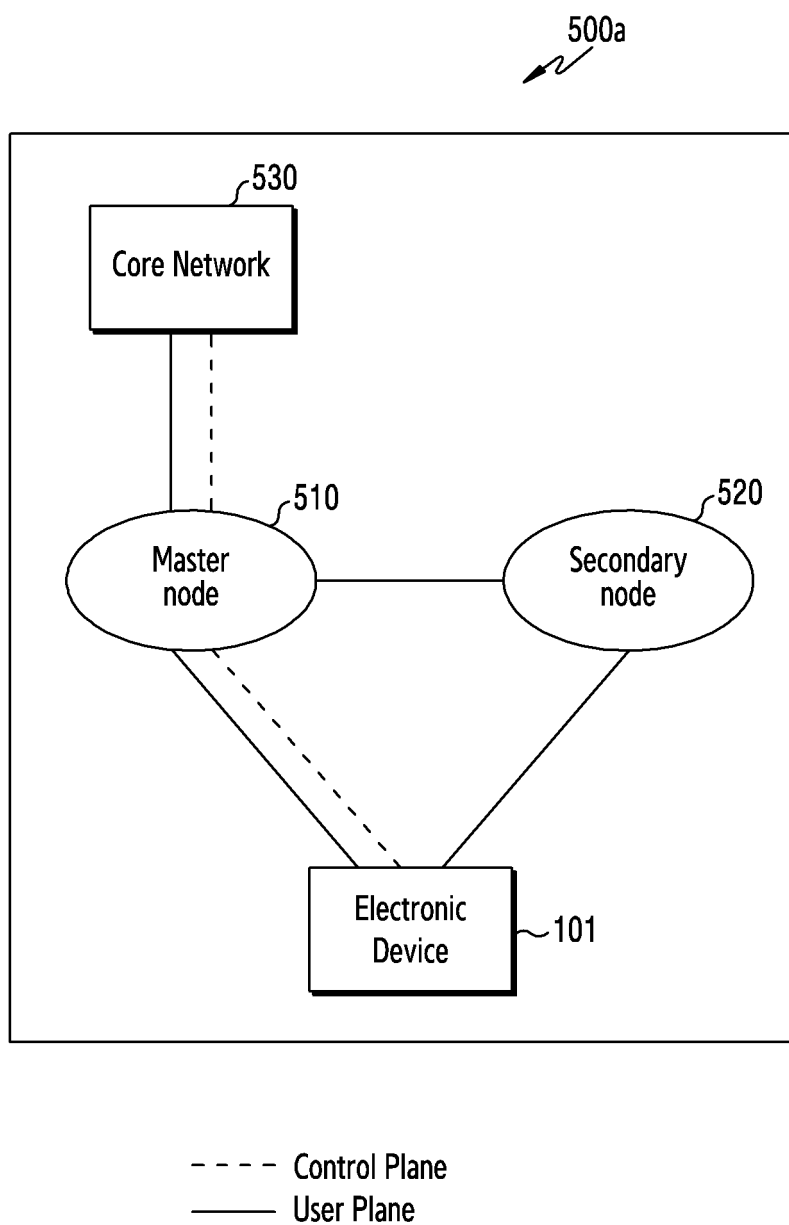 500a
530
Core Network
510
520
Master
node
Secondary
node
Electronic
Device
101
Control Plane
User Plane